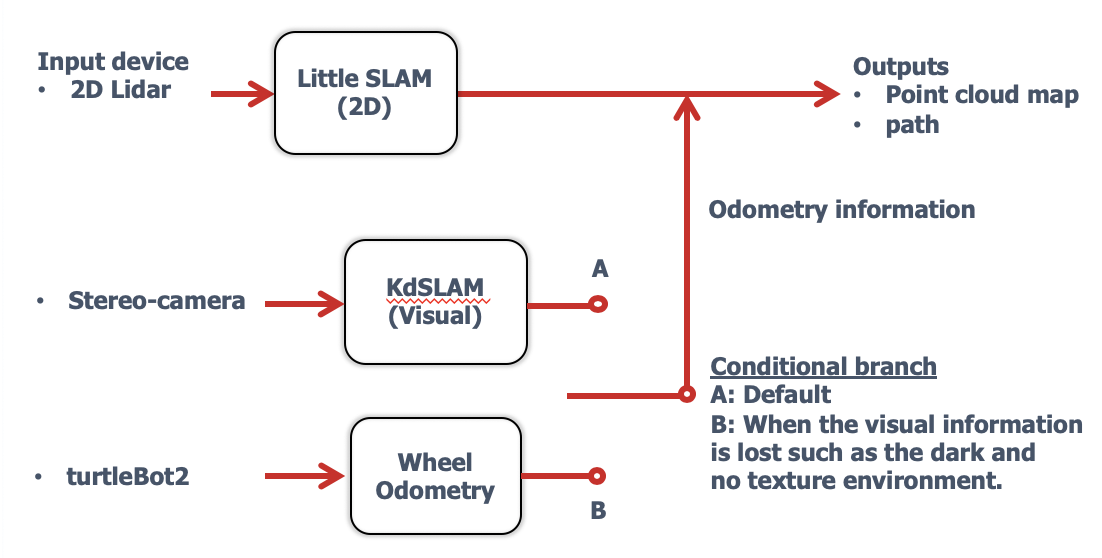 Input device
• 2D Lidar
Little SLAM
(2D)
Outputs
• Point cloud map
• path
Odometry information
• Stereo-camera
KdSLAM
(Visual)
A
Conditional branch
A: Default
B: When the visual information
is lost such as the dark and
no texture environment.
• turtleBot2
Wheel
Odometry
B